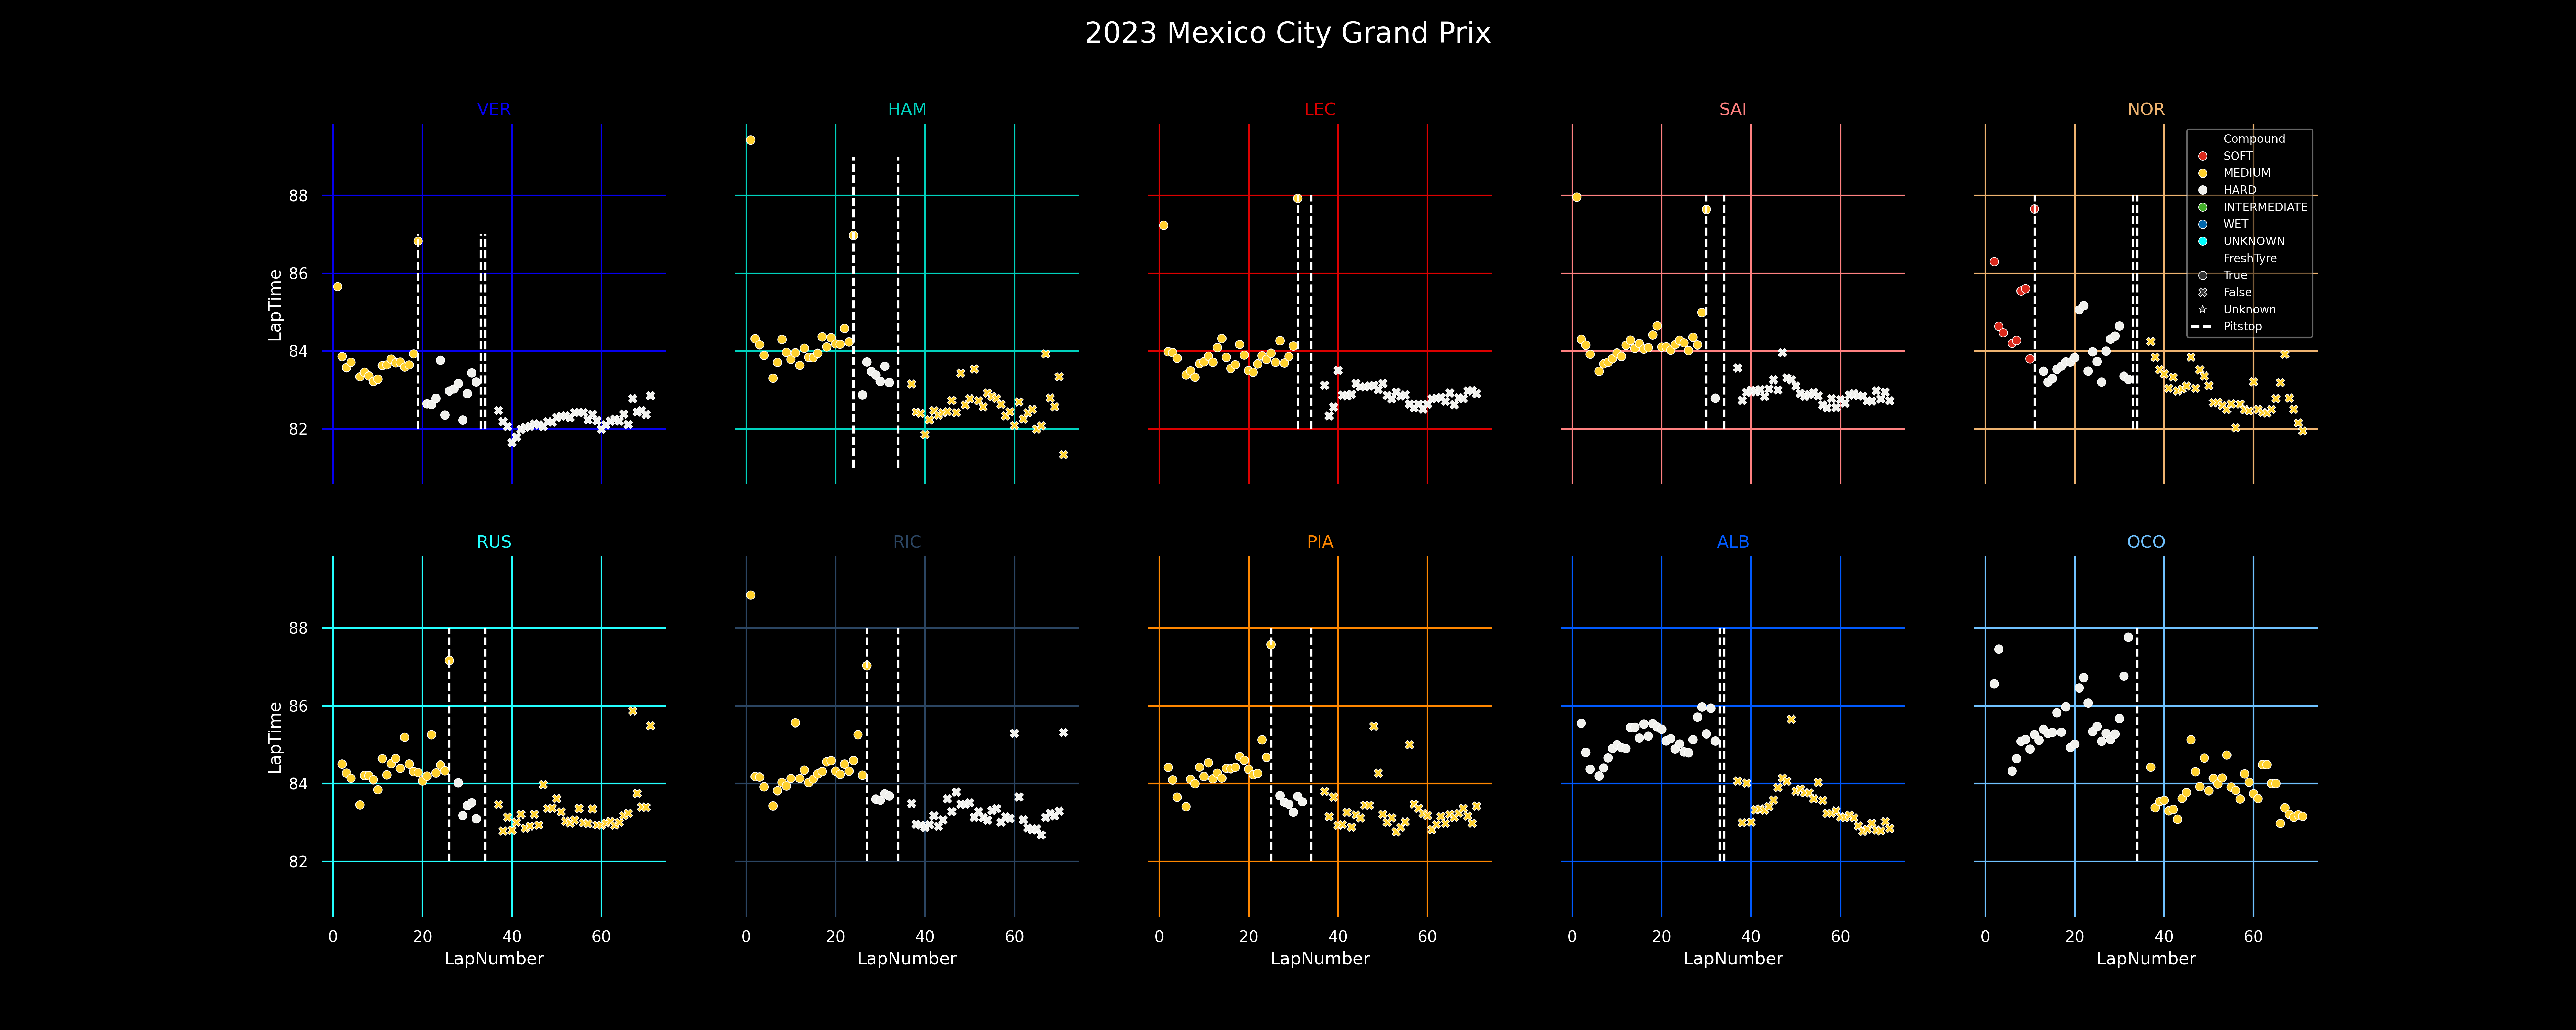 2023 Mexico City Grand Prix
VER
HAM
LEC
SAI
NOR
LapTime
88
86
84
82
Compound
SOFT
MEDIUM
HARD
INTERMEDIATE
WET
UNKNOWN
FreshTyre
True
False
Unknown
Pitstop
RUS
RIC
PIA
ALB
OCO
LapTime
88
86
84
82
0 20 40 60
0 20 40 60
0 20 40 60
0 20 40 60
0 20 40 60
LapNumber
LapNumber
LapNumber
LapNumber
LapNumber